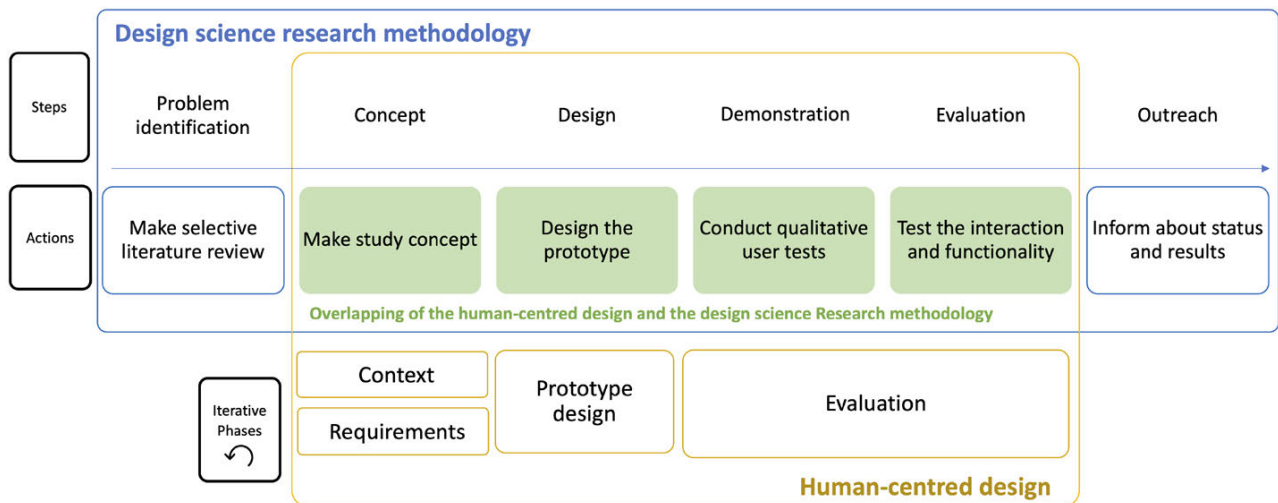 Design science research methodology
Steps
Problem
identification
Concept
Design
Demonstration
Evaluation
Outreach
Actions
Make selective
literature review
Make study concept
Design the
prototype
Conduct qualitative
user tests
Test the interaction
and functionality
Inform about status
and results
Overlapping of the human-centred design and the design science Research methodology
Iterative
Phases
Context
Requirements
Prototype
design
Evaluation
Human-centred design